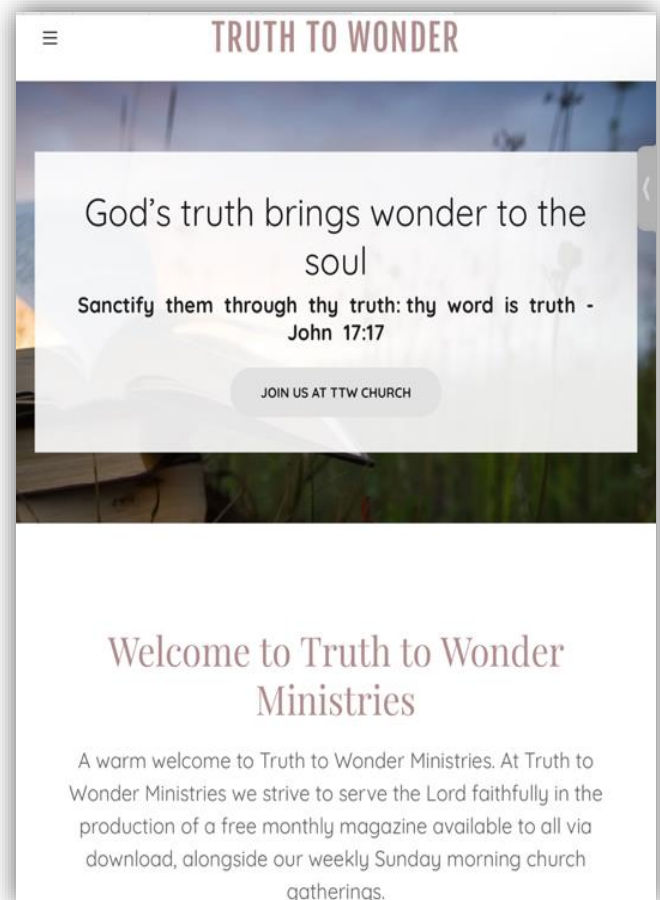 TRUTH TO WONDER
God’s truth brings wonder to the
soul
Sanctify them through thy truth: thy word is truth -
John 17:17
JOIN US AT TTW CHURCH
Welcome to Truth to Wonder
Ministries
A warm welcome to Truth to Wonder Ministries. At Truth to
Wonder Ministries we strive to serve the Lord faithfully in the
production of a free monthly magazine available to all via
download, alongside our weekly Sunday morning church
gatherings.